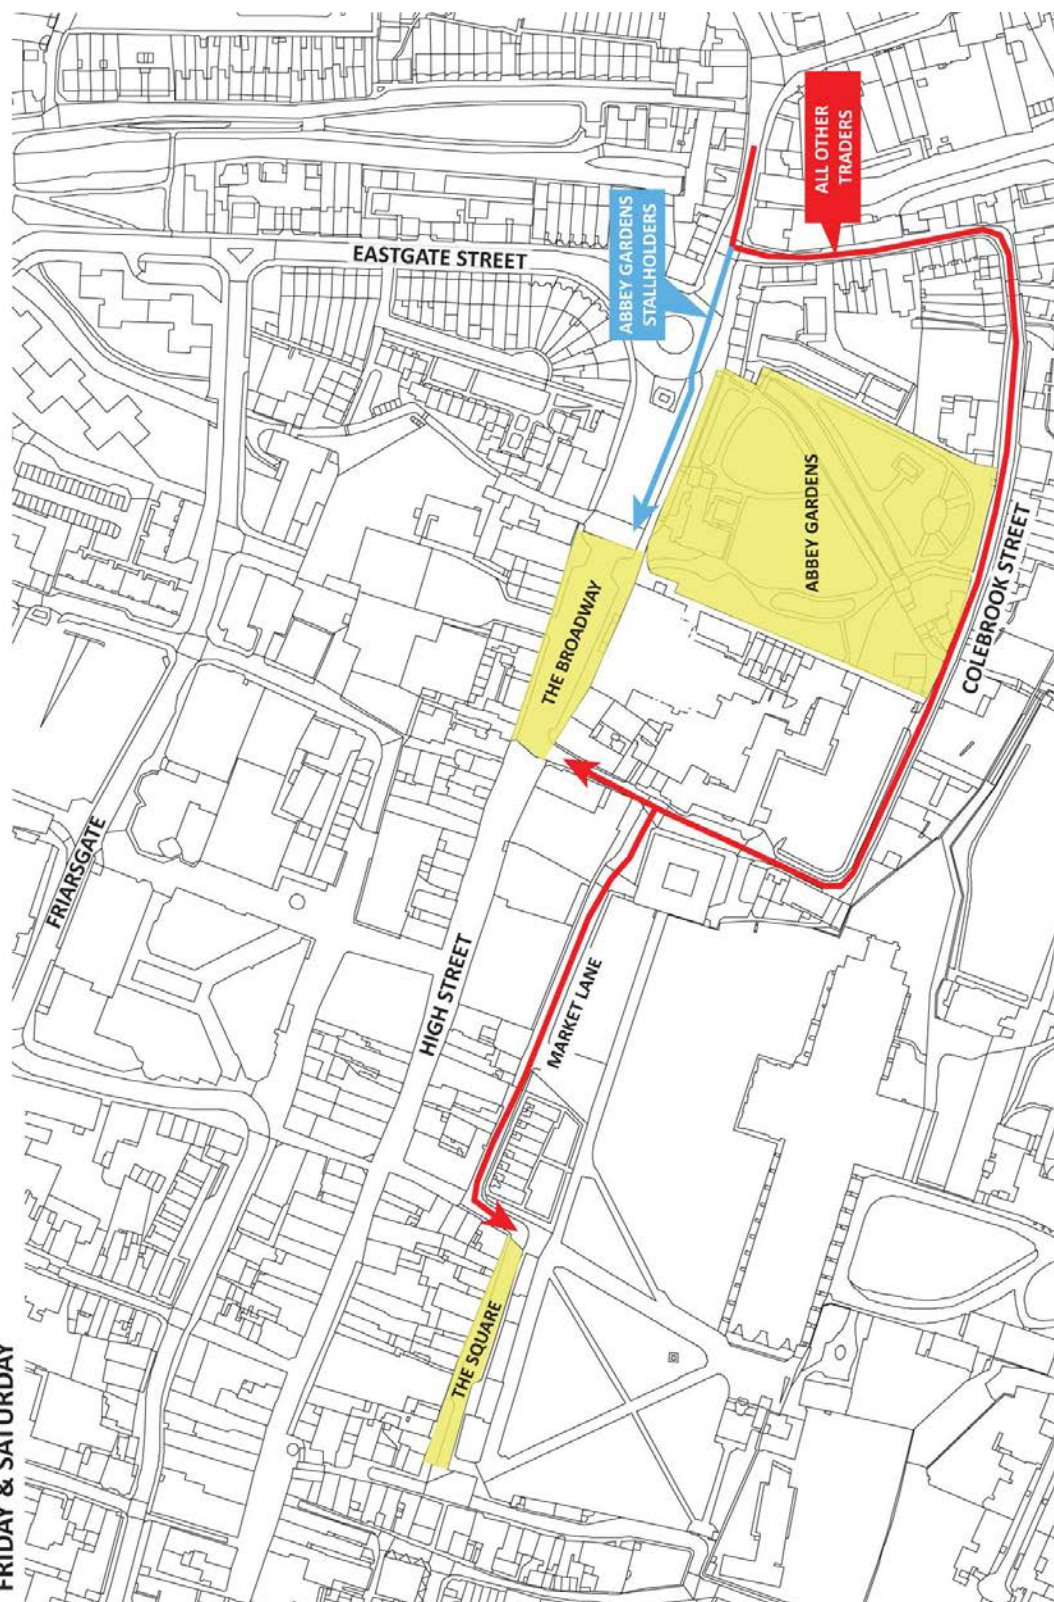 FRIDAY & SATURDAY
FRIARSGATE
EASTGATE STREET
HIGH STREET
ABBEY GARDENS
STALLHOLDERS
ALL OTHER
TRADERS
THE BROADWAY
ABBEY GARDENS
COLEBROOK STREET
MARKET LANE
THE SQUARE